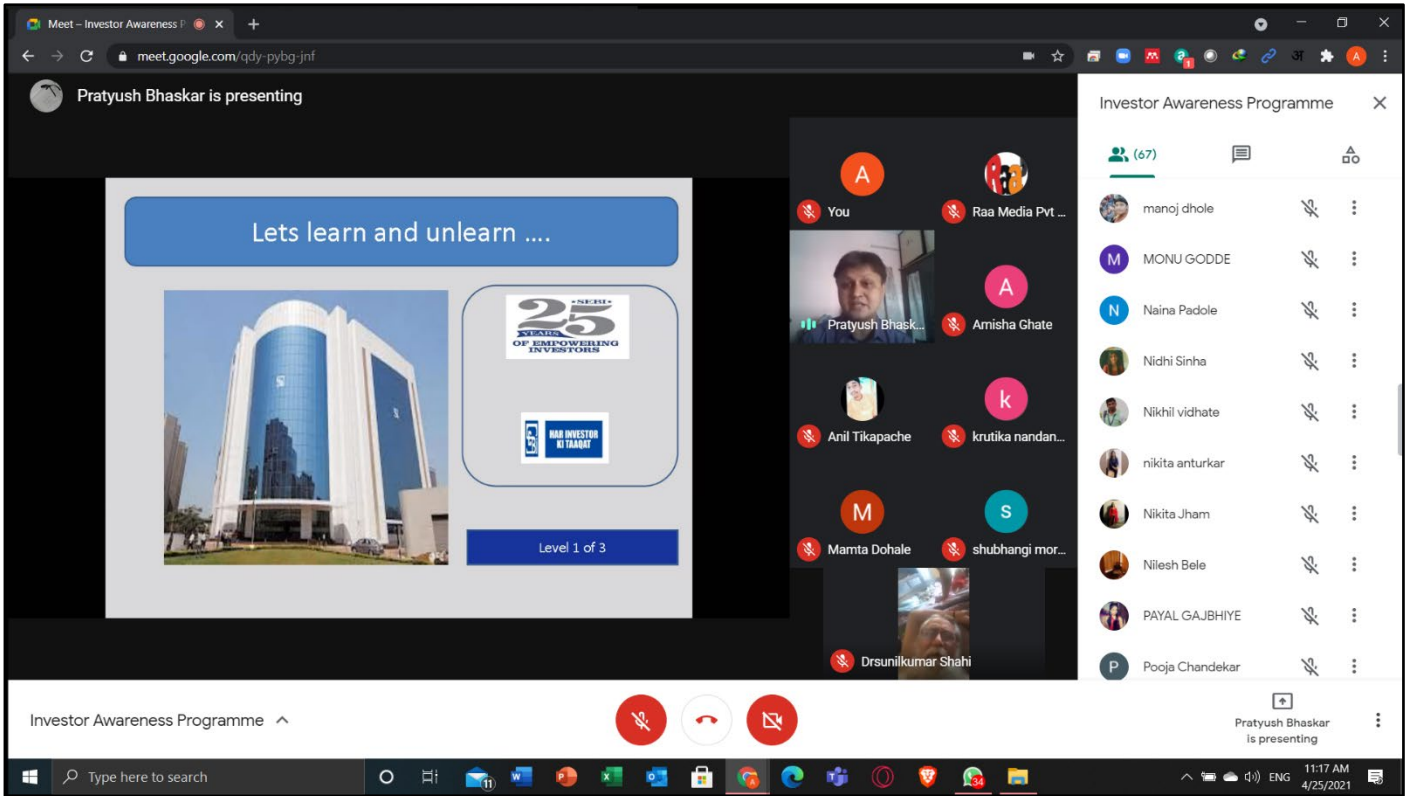 Meet – Investor Awareness P
meet.google.com/qdy-pybg-jnf
अ
A
Pratyush Bhaskar is presenting
Lets learn and unlearn ....
SEBI
25
YEARS
OF EMPOWERING
INVESTORS
HAR INVESTOR
KI TAAQAT
Level 1 of 3
A
You
Raa
Raa Media Pvt ...
Pratyush Bhask...
A
Amisha Ghate
Anil Tikapache
k
krutika nandan...
M
Mamta Dohale
s
shubhangi mor...
Drsunilkumar Shahi
Investor Awareness Programme
(67)
manoj dhole
M MONU GODDE
N Naina Padole
Nidhi Sinha
Nikhil vidhate
nikita anturkar
Nikita Jham
Nilesh Bele
PAYAL GAJBHIYE
P Pooja Chandekar
Investor Awareness Programme
Pratyush Bhaskar
is presenting
Type here to search
11
34
ENG
11:17 AM
4/25/2021